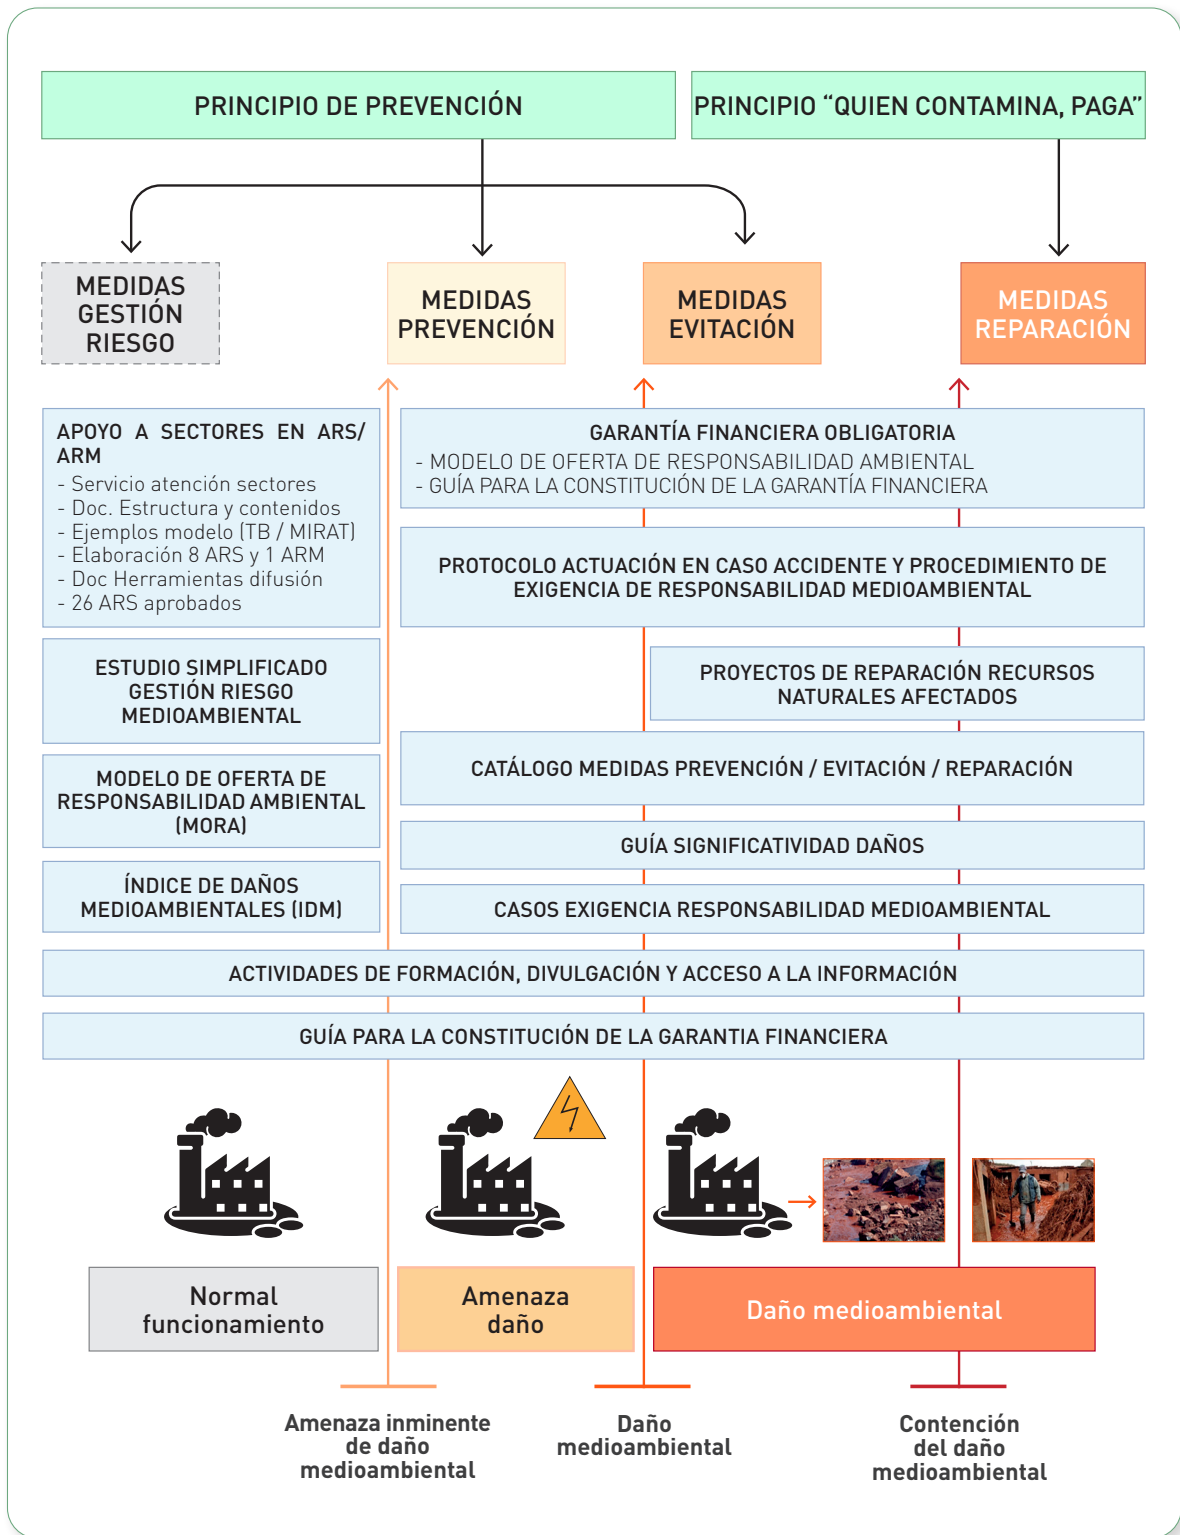 PRINCIPIO DE PREVENCIÓN
PRINCIPIO “QUIEN CONTAMINA, PAGA”
MEDIDAS
GESTIÓN
RIESGO
MEDIDAS
PREVENCIÓN
MEDIDAS
EVITACIÓN
MEDIDAS
REPARACIÓN
APOYO A SECTORES EN ARS/
ARM
- Servicio atención sectores
- Doc. Estructura y contenidos
- Ejemplos modelo (TB / MIRAT)
- Elaboración 8 ARS y 1 ARM
- Doc Herramientas difusión
- 26 ARS aprobados
GARANTÍA FINANCIERA OBLIGATORIA
- MODELO DE OFERTA DE RESPONSABILIDAD AMBIENTAL
- GUÍA PARA LA CONSTITUCIÓN DE LA GARANTÍA FINANCIERA
PROTOCOLO ACTUACIÓN EN CASO ACCIDENTE Y PROCEDIMIENTO DE
EXIGENCIA DE RESPONSABILIDAD MEDIOAMBIENTAL
ESTUDIO SIMPLIFICADO
GESTIÓN RIESGO
MEDIOAMBIENTAL
PROYECTOS DE REPARACIÓN RECURSOS
NATURALES AFECTADOS
MODELO DE OFERTA DE
RESPONSABILIDAD AMBIENTAL
(MORA)
CATÁLOGO MEDIDAS PREVENCIÓN / EVITACIÓN / REPARACIÓN
GUÍA SIGNIFICATIVIDAD DAÑOS
ÍNDICE DE DAÑOS
MEDIOAMBIENTALES (IDM)
CASOS EXIGENCIA RESPONSABILIDAD MEDIOAMBIENTAL
ACTIVIDADES DE FORMACIÓN, DIVULGACIÓN Y ACCESO A LA INFORMACIÓN
GUÍA PARA LA CONSTITUCIÓN DE LA GARANTIA FINANCIERA
Normal
funcionamiento
Amenaza
daño
Daño medioambiental
Amenaza inminente
de daño
medioambiental
Daño
medioambiental
Contención
del daño
medioambiental